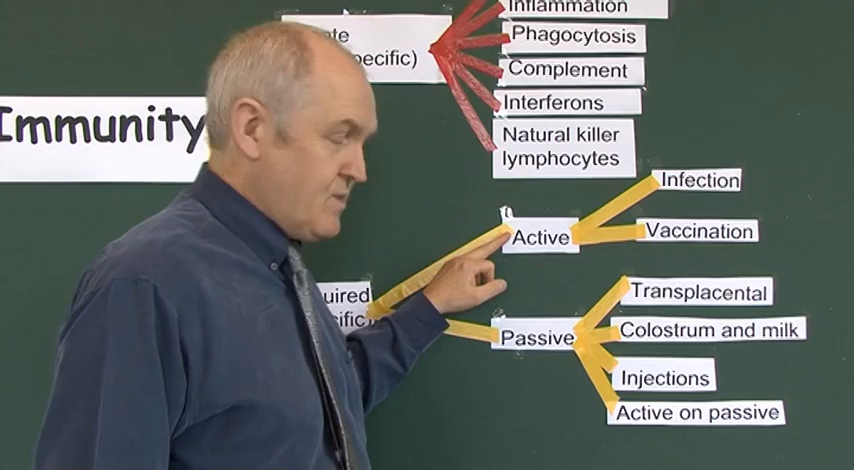 Inflammation
Phagocytosis
Complement
Interferons
Natural killer
lymphocytes
Immunity
Infection
Active
Vaccination
Transplacental
Passive
Colostrum and milk
Injections
Active on passive